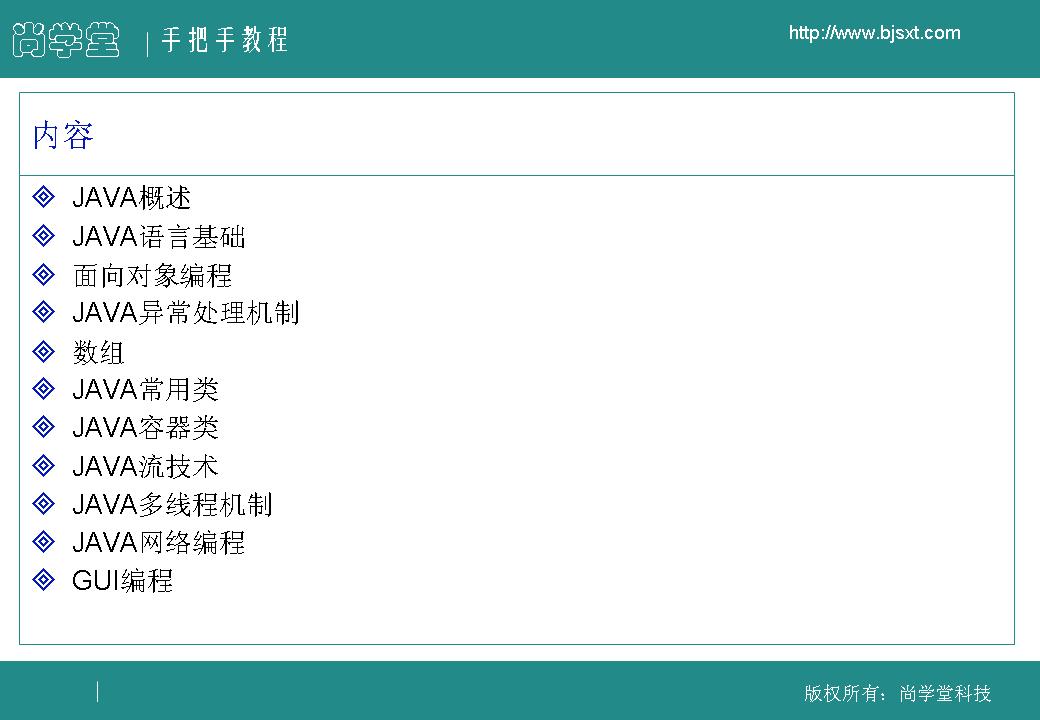 尚学堂
手把手教程
http://www.bjsxt.com
内容
JAVA概述
JAVA语言基础
面向对象编程
JAVA异常处理机制
数组
JAVA常用类
JAVA容器类
JAVA流技术
JAVA多线程机制
JAVA网络编程
GUI编程
版权所有：尚学堂科技